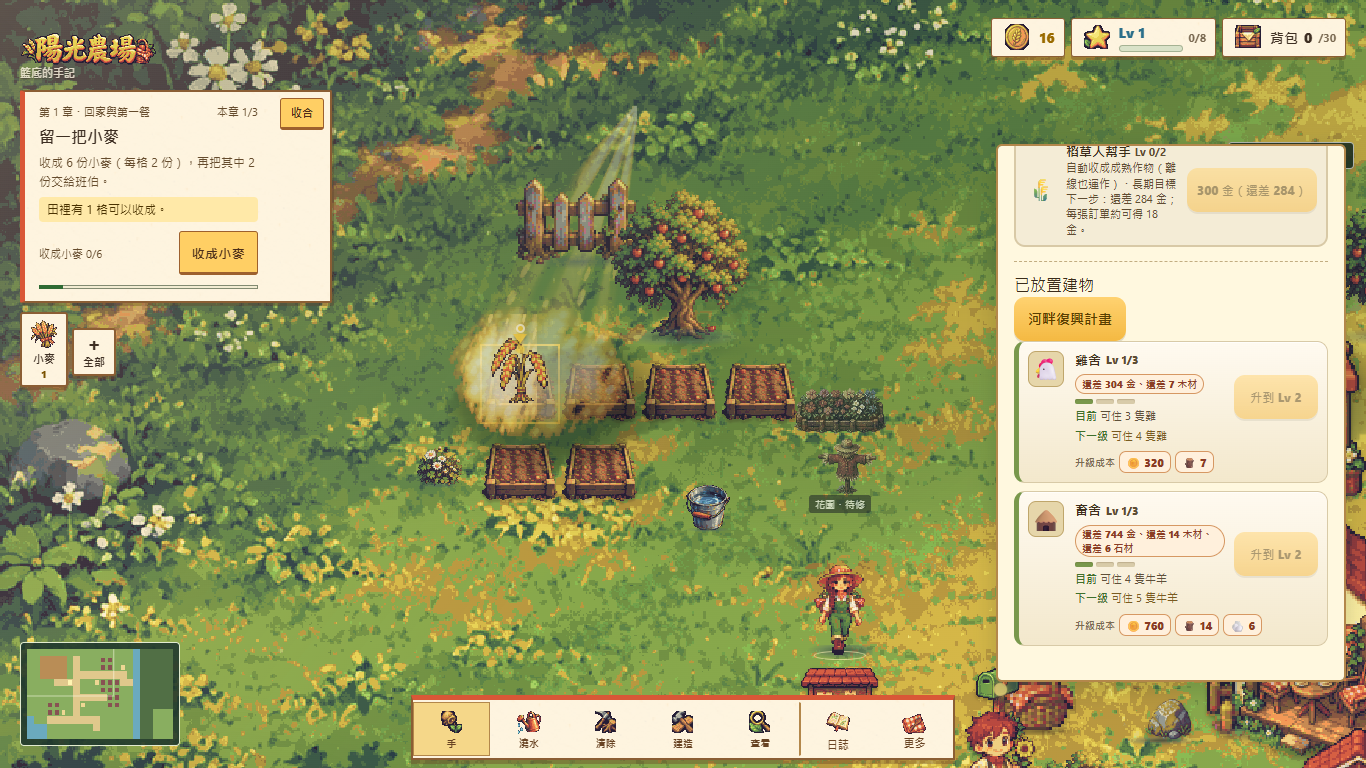 陽光農場
籃底的手記
第 1 章 · 回家與第一餐
本章 1/3
收合
留一把小麥
收成 6 份小麥（每格 2 份），再把其中 2
份交給班伯。
田裡有 1 格可以收成。
收成小麥 0/6
收成小麥
小麥
1
+
全部
16
Lv 1
0/8
背包 0 /30
稻草人幫手 Lv 0/2
自動收成成熟作物（離
線也運作）· 長期目標
下一步：還差 284 金；
每張訂單約可得 18
金。
300 金（還差 284）
已放置建物
河畔復興計畫
雞舍 Lv 1/3
還差 304 金、還差 7 木材
目前 可住 3 隻雞
下一級 可住 4 隻雞
升級成本 320 7
升到 Lv 2
畜舍 Lv 1/3
還差 744 金、還差 14 木材、
還差 6 石材
目前 可住 4 隻牛羊
下一級 可住 5 隻牛羊
升級成本 760 14 6
升到 Lv 2
花園 · 待修
手
澆水
清除
建造
查看
日誌
更多